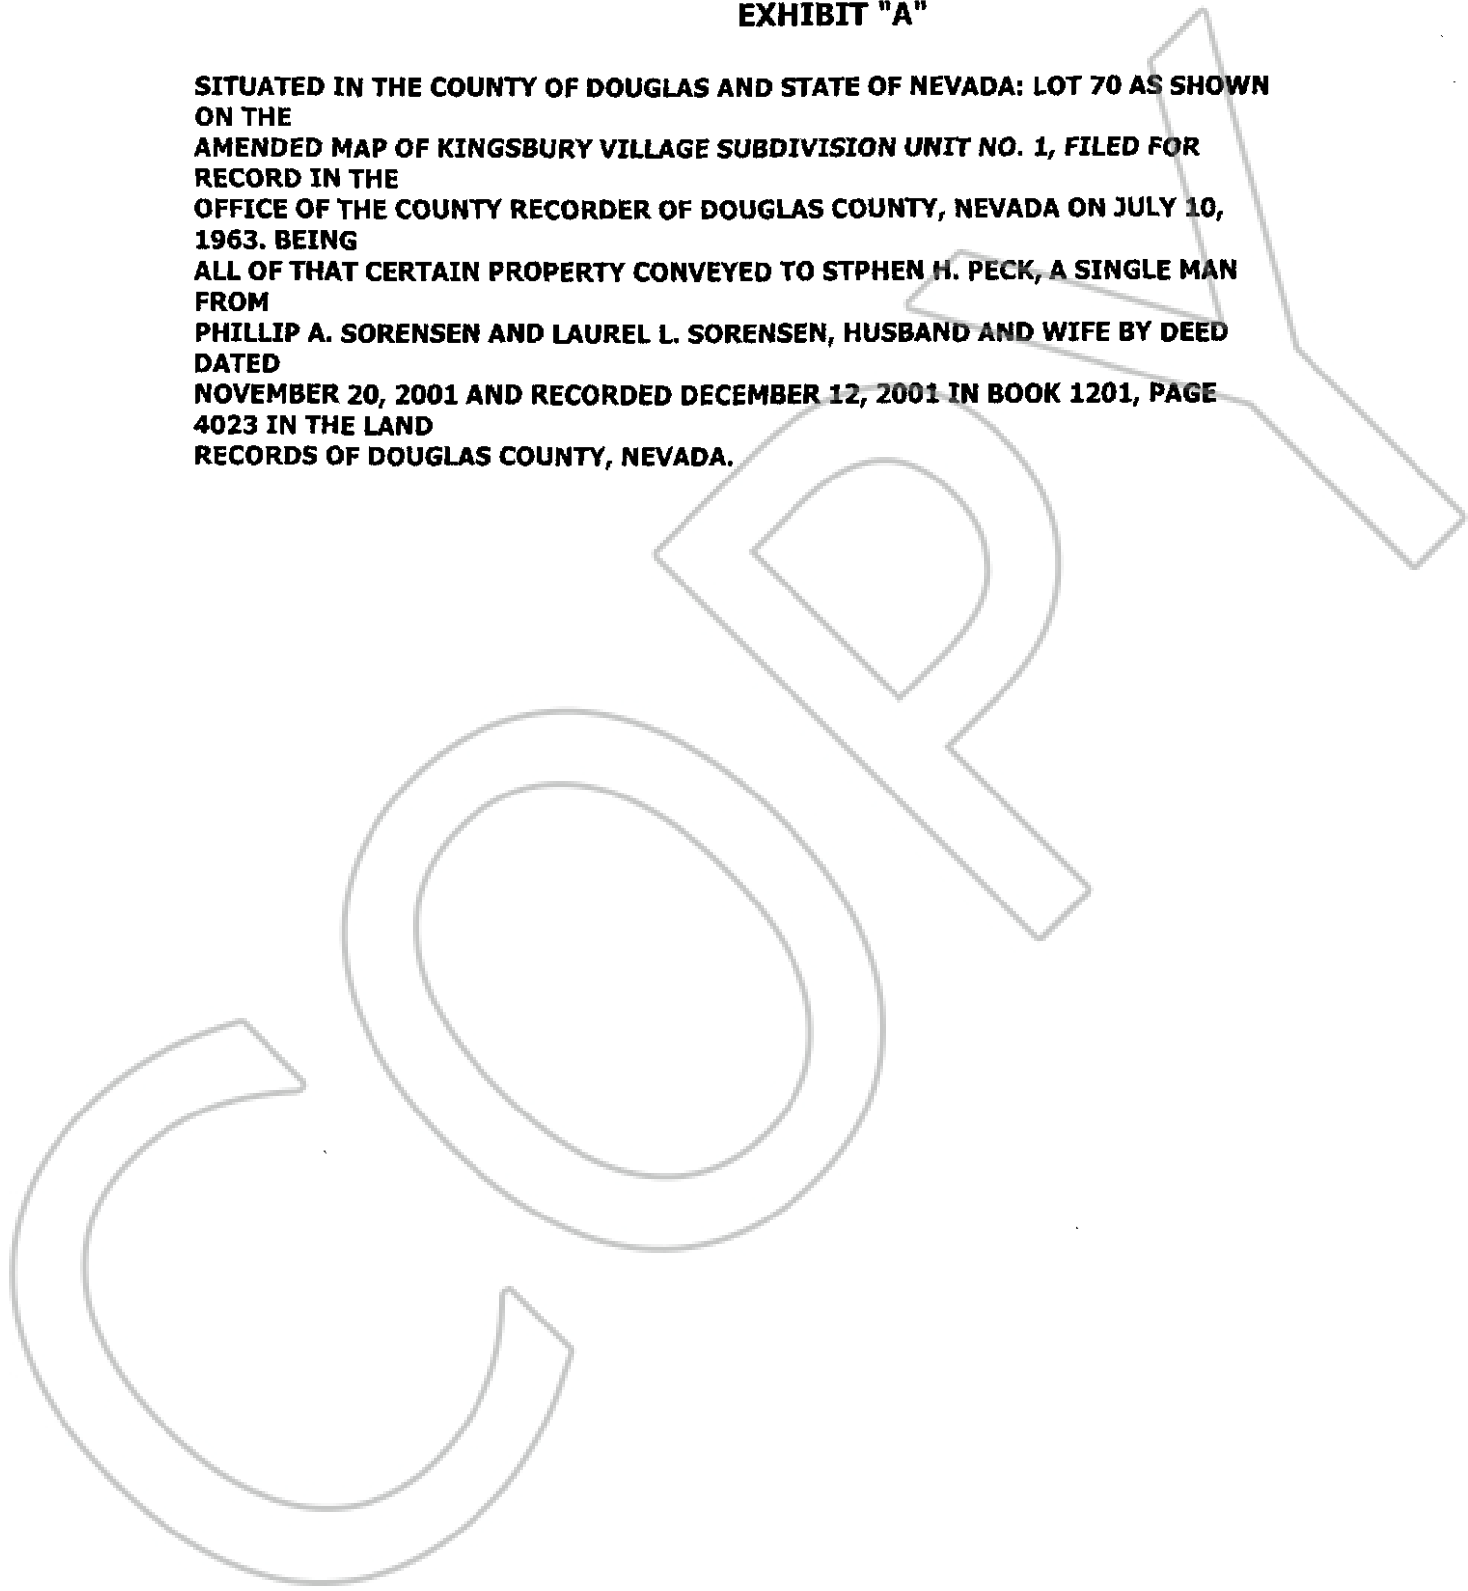 EXHIBIT "A"
SITUATED IN THE COUNTY OF DOUGLAS AND STATE OF NEVADA: LOT 70 AS SHOWN
ON THE
AMENDED MAP OF KINGSBURY VILLAGE SUBDIVISION UNIT NO. 1, FILED FOR
RECORD IN THE
OFFICE OF THE COUNTY RECORDER OF DOUGLAS COUNTY, NEVADA ON JULY 10,
1963. BEING
ALL OF THAT CERTAIN PROPERTY CONVEYED TO STPHEN H. PECK, A SINGLE MAN
FROM
PHILLIP A. SORENSEN AND LAUREL L. SORENSEN, HUSBAND AND WIFE BY DEED
DATED
NOVEMBER 20, 2001 AND RECORDED DECEMBER 12, 2001 IN BOOK 1201, PAGE
4023 IN THE LAND
RECORDS OF DOUGLAS COUNTY, NEVADA.
COPY